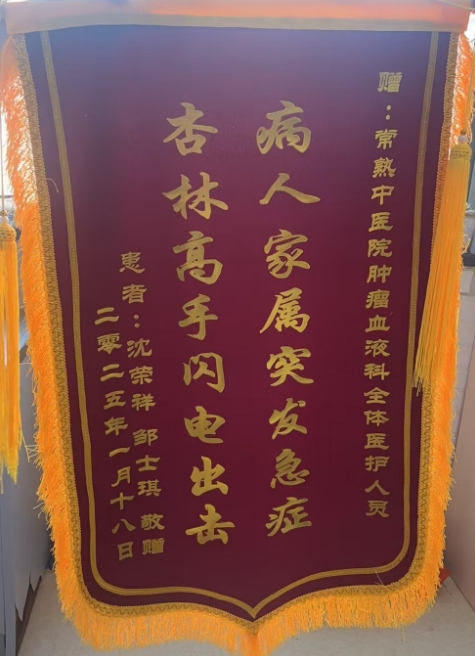 赠：常熟中医院肿瘤血液科全体医护人员
病人家属突发急症
杏林高手闪电出击
患者：沈荣祥 邹士琪 敬赠
二零二五年一月十八日